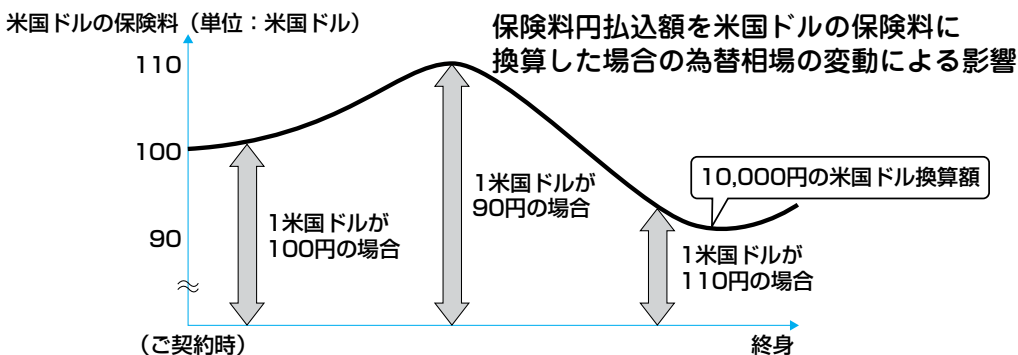 米国ドルの保険料（単位：米国ドル）
保険料円払込額を米国ドルの保険料に
換算した場合の為替相場の変動による影響
110
100
90
1米国ドルが
100円の場合
1米国ドルが
90円の場合
10,000円の米国ドル換算額
1米国ドルが
110円の場合
（ご契約時）
終身